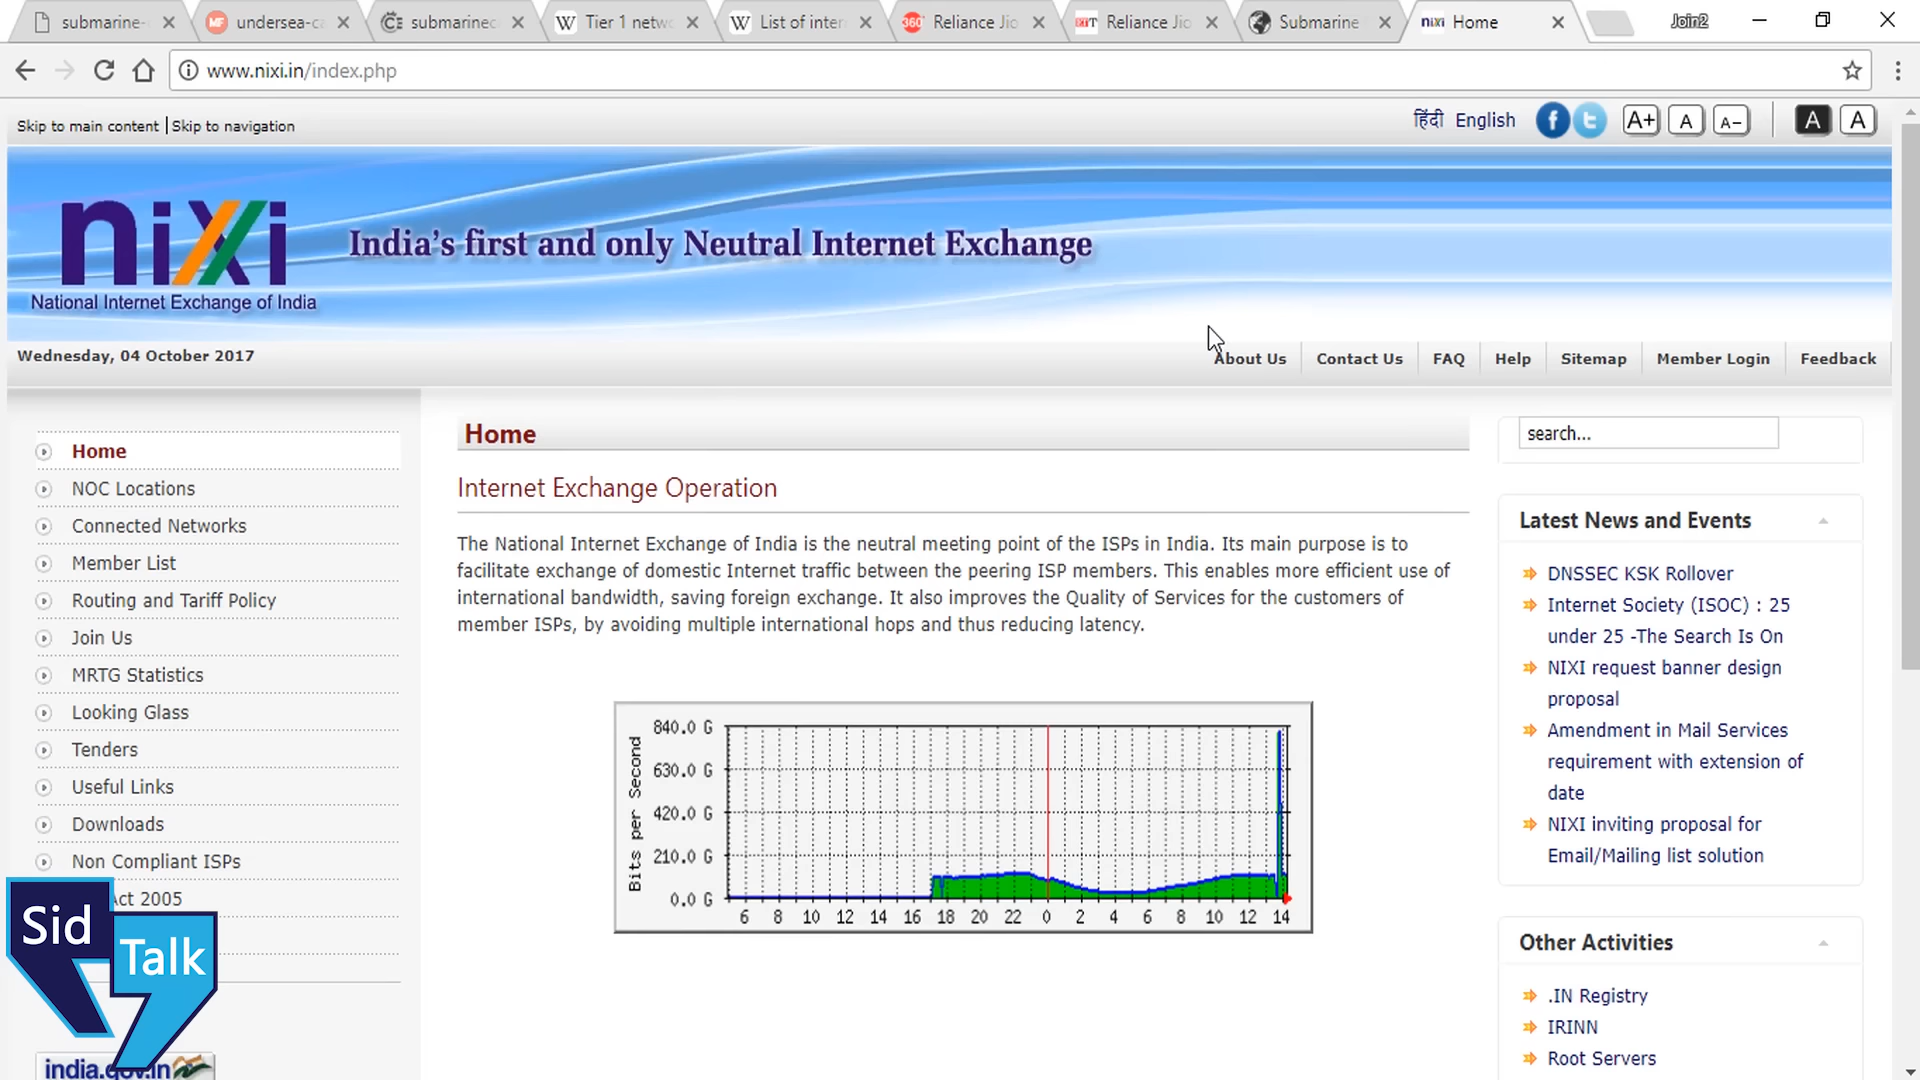 submarine-
undersea-ca
submarinec
Tier 1 netw
List of inter
Reliance Jio
Reliance Jio
Submarine
nixi Home
Join2
www.nixi.in/index.php
Skip to main content | Skip to navigation
हिंदी English
A+ A A- A A
nixi
National Internet Exchange of India
India's first and only Neutral Internet Exchange
Wednesday, 04 October 2017
About Us
Contact Us
FAQ
Help
Sitemap
Member Login
Feedback
Home
NOC Locations
Connected Networks
Member List
Routing and Tariff Policy
Join Us
MRTG Statistics
Looking Glass
Tenders
Useful Links
Downloads
Non Compliant ISPs
Act 2005
Sid
Talk
india.gov.in
Home
Internet Exchange Operation
The National Internet Exchange of India is the neutral meeting point of the ISPs in India. Its main purpose is to
facilitate exchange of domestic Internet traffic between the peering ISP members. This enables more efficient use of
international bandwidth, saving foreign exchange. It also improves the Quality of Services for the customers of
member ISPs, by avoiding multiple international hops and thus reducing latency.
Bits per Second
840.0 G
630.0 G
420.0 G
210.0 G
0.0 G
6 8 10 12 14 16 18 20 22 0 2 4 6 8 10 12 14
search...
Latest News and Events
DNSSEC KSK Rollover
Internet Society (ISOC) : 25
under 25 -The Search Is On
NIXI request banner design
proposal
Amendment in Mail Services
requirement with extension of
date
NIXI inviting proposal for
Email/Mailing list solution
Other Activities
.IN Registry
IRINN
Root Servers